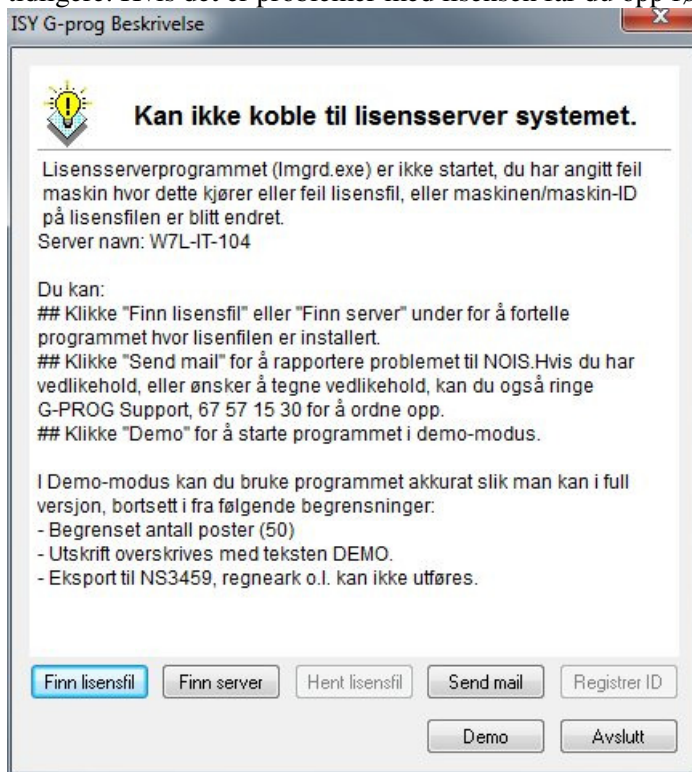 ISY G-prog Beskrivelse
Kan ikke koble til lisensserver systemet.
Lisensserverprogrammet (lmgrd.exe) er ikke startet, du har angitt feil
maskin hvor dette kjører eller feil lisensfil, eller maskinen/maskin-ID
på lisensfilen er blitt endret.
Server navn: W7L-IT-104
Du kan:
## Klikke "Finn lisensfil" eller "Finn server" under for å fortelle
programmet hvor lisenfilen er installert.
## Klikke "Send mail" for å rapportere problemet til NOIS.Hvis du har
vedlikehold, eller ønsker å tegne vedlikehold, kan du også ringe
G-PROG Support, 67 57 15 30 for å ordne opp.
## Klikke "Demo" for å starte programmet i demo-modus.
I Demo-modus kan du bruke programmet akkurat slik man kan i full
versjon, bortsett i fra følgende begrensninger:
- Begrenset antall poster (50)
- Utskrift overskrives med teksten DEMO.
- Eksport til NS3459, regneark o.l. kan ikke utføres.
Finn lisensfil Finn server Hent lisensfil Send mail Registrer ID
Demo Avslutt